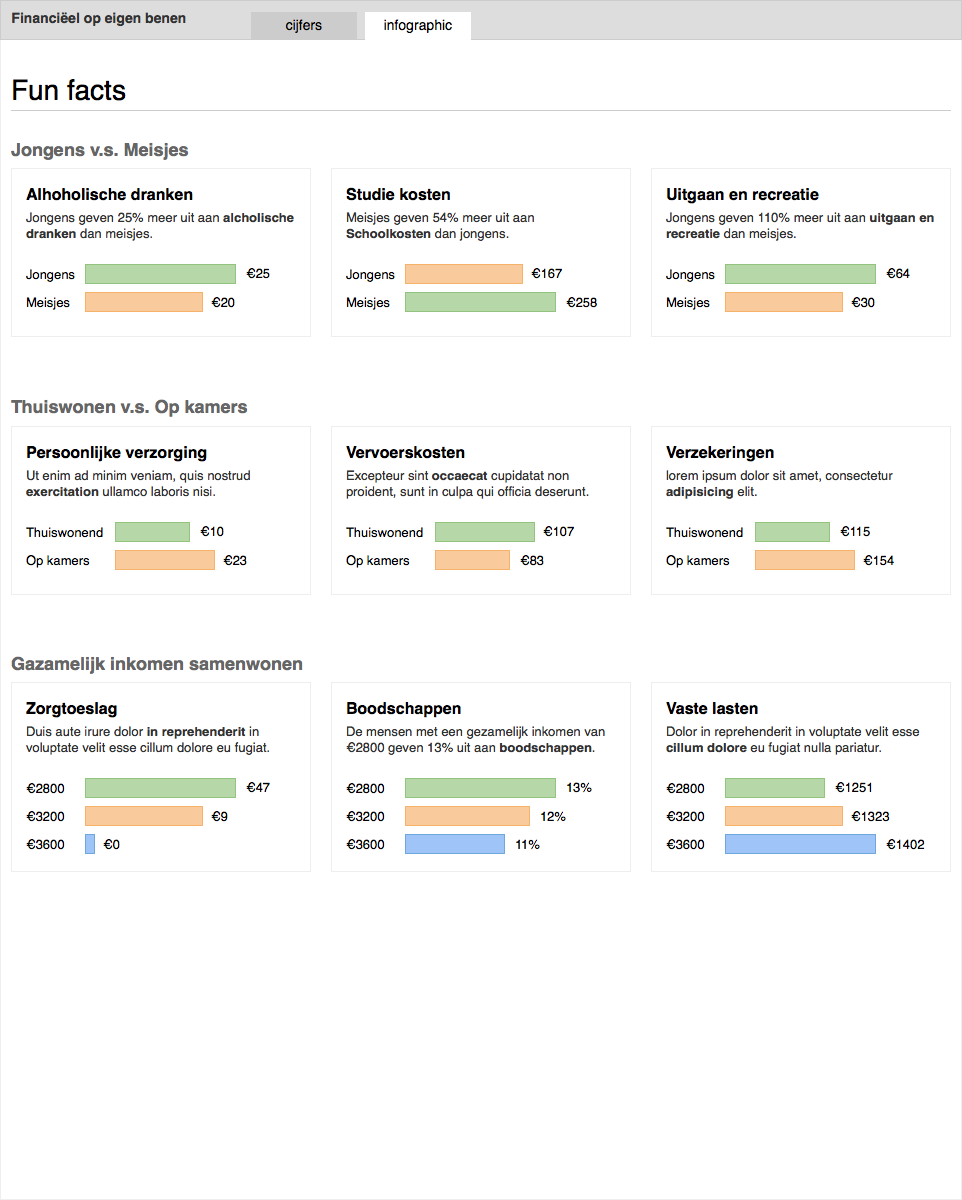 Financiëel op eigen benen
cijfers
infographic
Fun facts
Jongens v.s. Meisjes
Alhoholische dranken
Jongens geven 25% meer uit aan alcholische
dranken dan meisjes.
Jongens €25
Meisjes €20
Studie kosten
Meisjes geven 54% meer uit aan
Schoolkosten dan jongens.
Jongens €167
Meisjes €258
Uitgaan en recreatie
Jongens geven 110% meer uit aan uitgaan en
recreatie dan meisjes.
Jongens €64
Meisjes €30
Thuiswonen v.s. Op kamers
Persoonlijke verzorging
Ut enim ad minim veniam, quis nostrud
exercitation ullamco laboris nisi.
Thuiswonend €10
Op kamers €23
Vervoerskosten
Excepteur sint occaecat cupidatat non
proident, sunt in culpa qui officia deserunt.
Thuiswonend €107
Op kamers €83
Verzekeringen
lorem ipsum dolor sit amet, consectetur
adipisicing elit.
Thuiswonend €115
Op kamers €154
Gazamelijk inkomen samenwonen
Zorgtoeslag
Duis aute irure dolor in reprehenderit in
voluptate velit esse cillum dolore eu fugiat.
€2800 €47
€3200 €9
€3600 €0
Boodschappen
De mensen met een gezamelijk inkomen van
€2800 geven 13% uit aan boodschappen.
€2800 13%
€3200 12%
€3600 11%
Vaste lasten
Dolor in reprehenderit in voluptate velit esse
cillum dolore eu fugiat nulla pariatur.
€2800 €1251
€3200 €1323
€3600 €1402